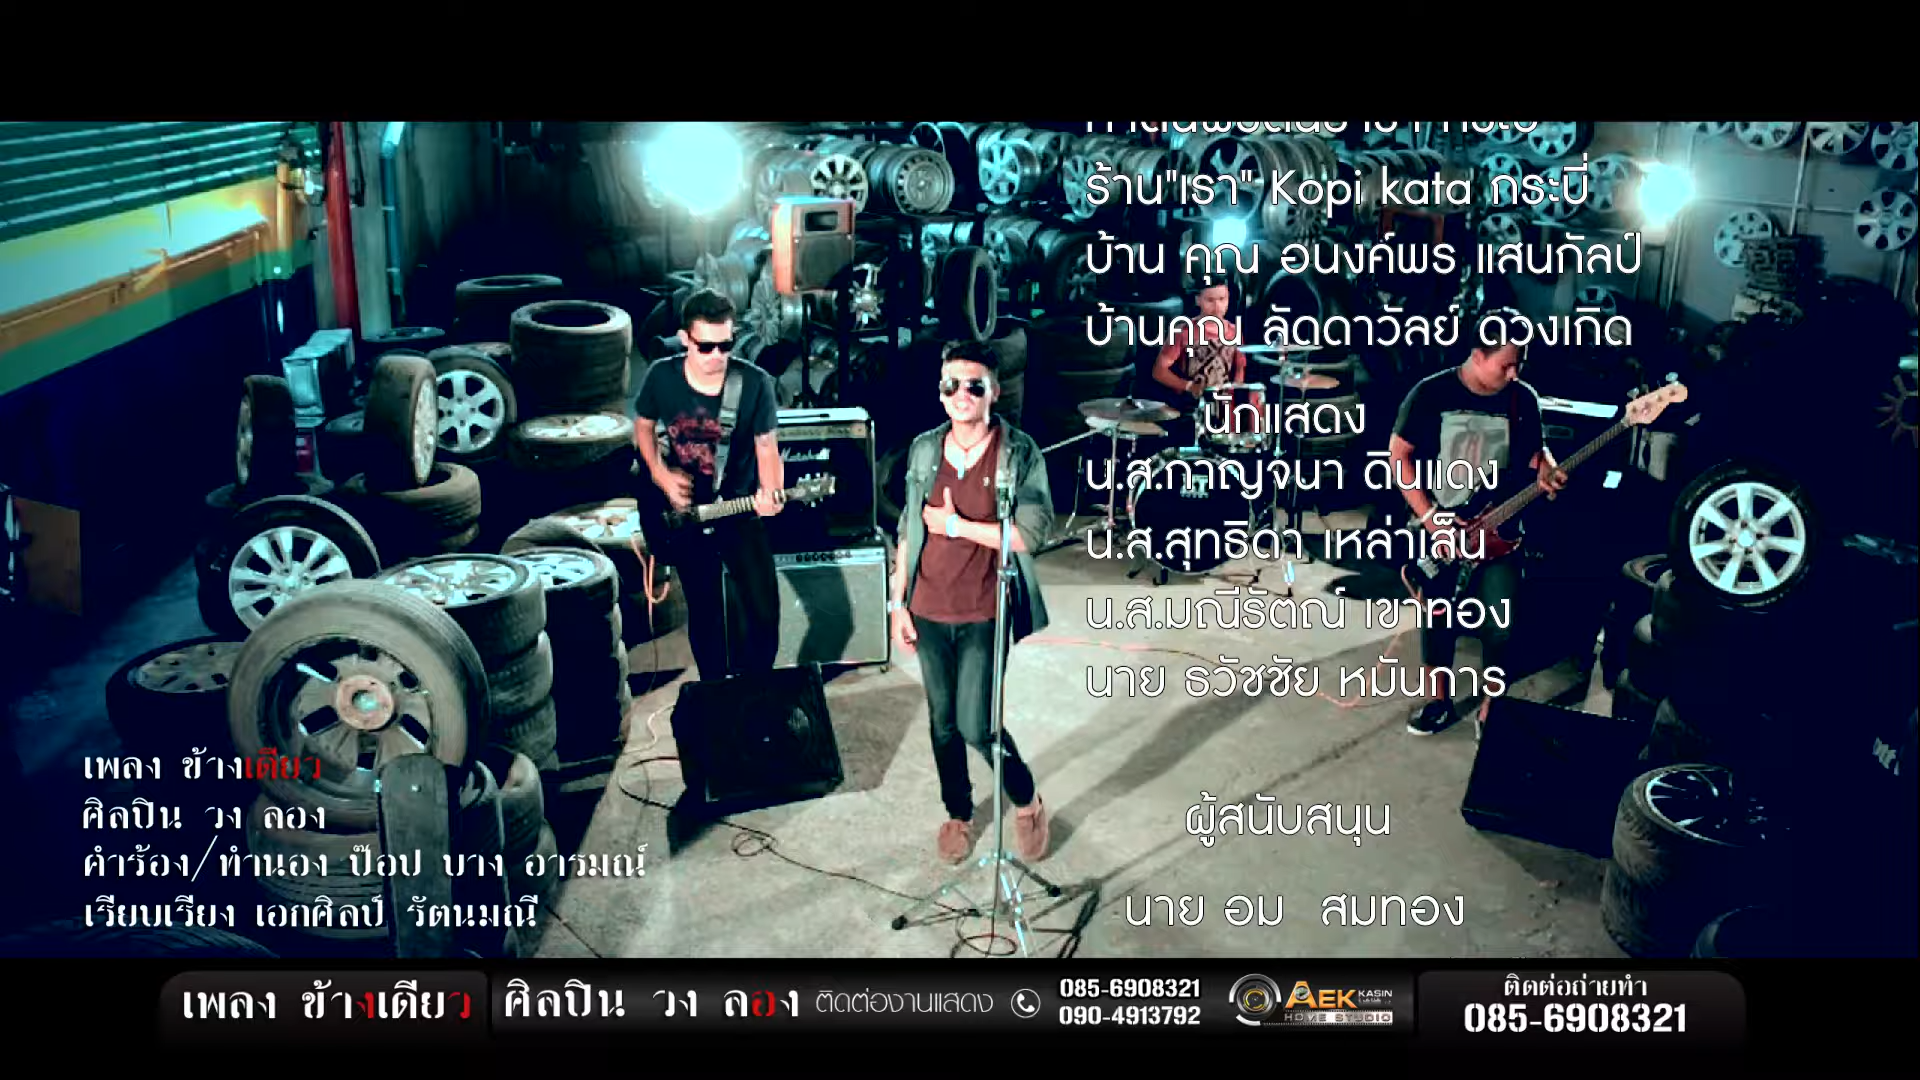 ร้าน"เรา" Kopi kata กระบี่
บ้าน คุณ อนงค์พร แสนกัลป์
บ้านคุณ ลัดดาวัลย์ ดวงเกิด
นักแสดง
น.ส.กาญจนา ดินแดง
น.ส.สุทธิดา เหล่าเส็น
น.ส.มณีรัตณ์ เขาทอง
นาย ธวัชชัย หมันการ
ผู้สนับสนุน
นาย อม สมทอง
เพลง ข้างเดียว
ศิลปิน วง ลอง
คำร้อง/ทำนอง ป๊อป บาง อารมณ์
เรียบเรียง เอกศิลป์ รัตนมณี
เพลง ข้างเดียว
ศิลปิน วง ลอง
ติดต่องานแสดง
085-6908321
090-4913792
AEK KASIN
HOME STUDIO
ติดต่อถ่ายทำ
085-6908321